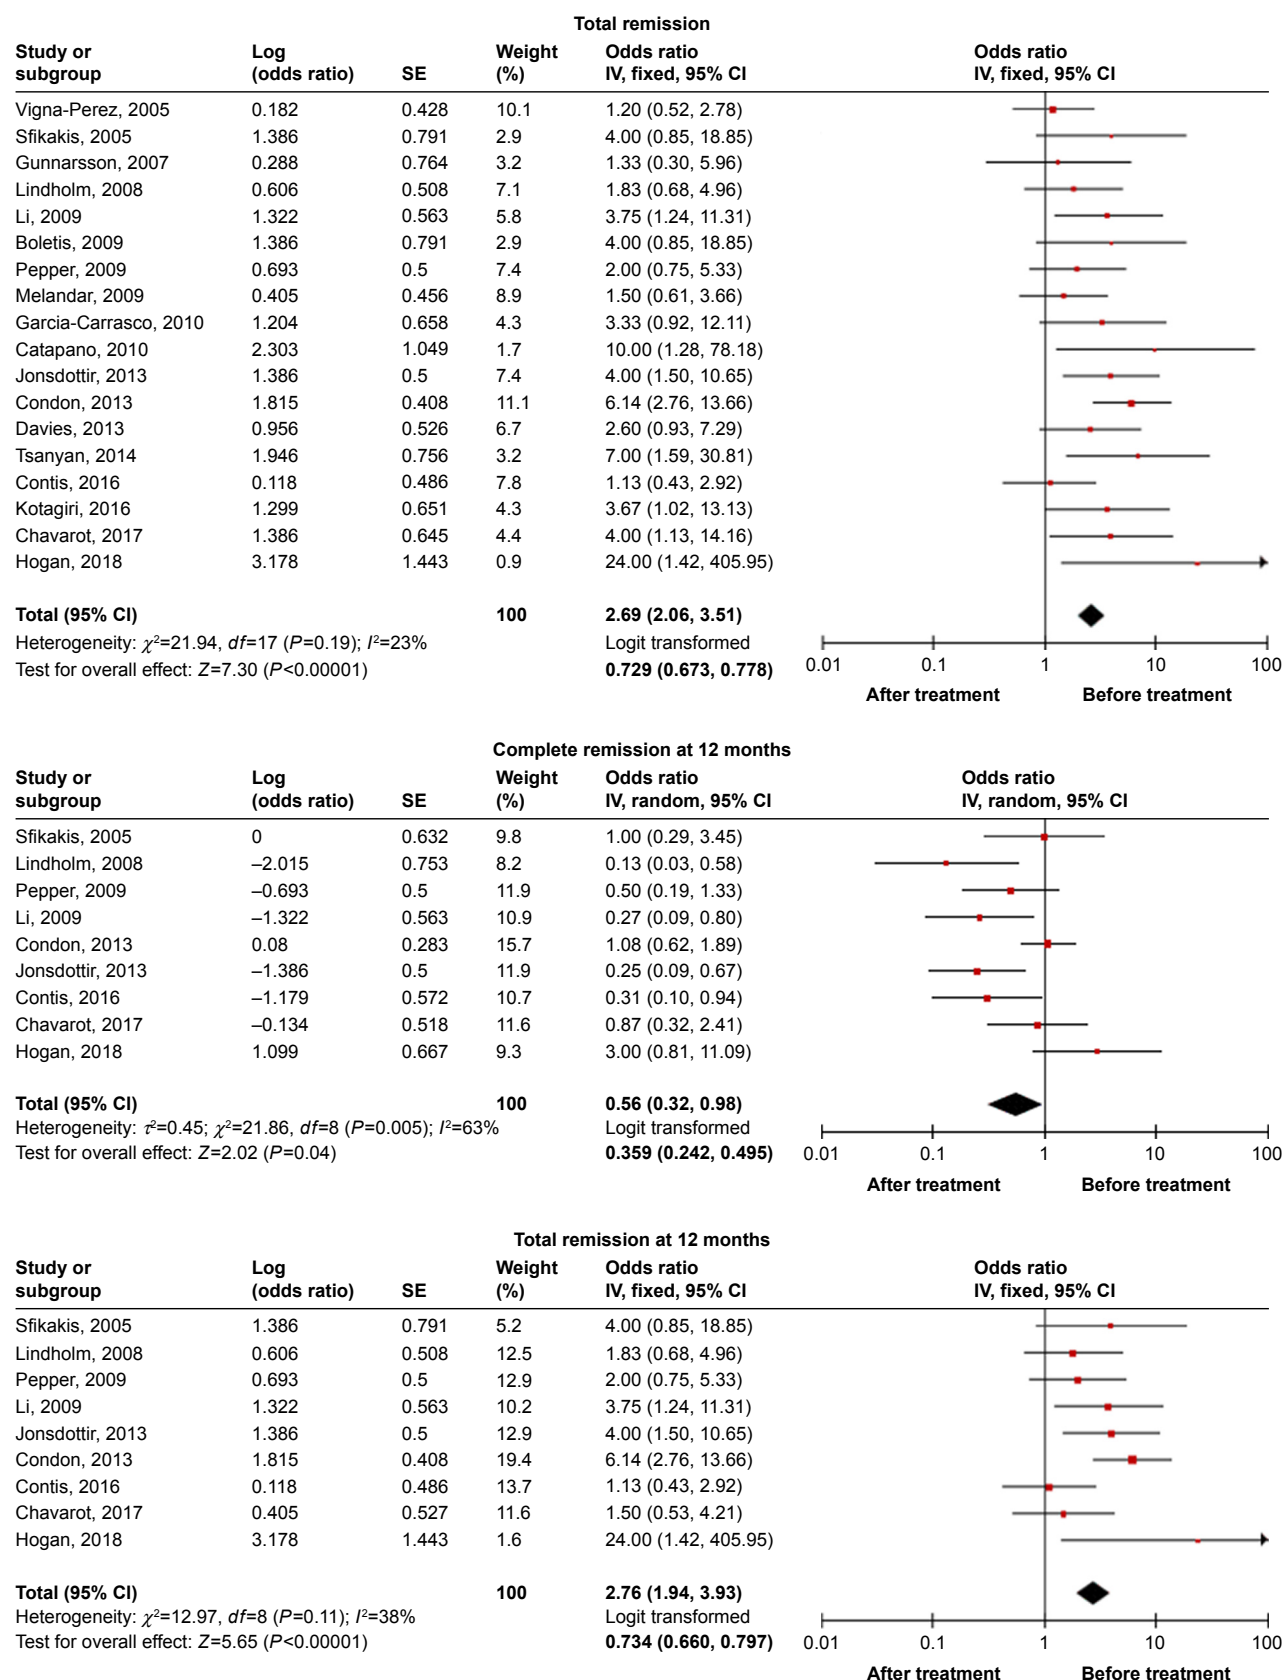 Total remission
Study or subgroup Log (odds ratio) SE Weight (%) Odds ratio IV, fixed, 95% CI Odds ratio IV, fixed, 95% CI
Vigna-Perez, 2005 0.182 0.428 10.1 1.20 (0.52, 2.78)
Sfikakis, 2005 1.386 0.791 2.9 4.00 (0.85, 18.85)
Gunnarsson, 2007 0.288 0.764 3.2 1.33 (0.30, 5.96)
Lindholm, 2008 0.606 0.508 7.1 1.83 (0.68, 4.96)
Li, 2009 1.322 0.563 5.8 3.75 (1.24, 11.31)
Boletis, 2009 1.386 0.791 2.9 4.00 (0.85, 18.85)
Pepper, 2009 0.693 0.5 7.4 2.00 (0.75, 5.33)
Melandar, 2009 0.405 0.456 8.9 1.50 (0.61, 3.66)
Garcia-Carrasco, 2010 1.204 0.658 4.3 3.33 (0.92, 12.11)
Catapano, 2010 2.303 1.049 1.7 10.00 (1.28, 78.18)
Jonsdottir, 2013 1.386 0.5 7.4 4.00 (1.50, 10.65)
Condon, 2013 1.815 0.408 11.1 6.14 (2.76, 13.66)
Davies, 2013 0.956 0.526 6.7 2.60 (0.93, 7.29)
Tsanyan, 2014 1.946 0.756 3.2 7.00 (1.59, 30.81)
Contis, 2016 0.118 0.486 7.8 1.13 (0.43, 2.92)
Kotagiri, 2016 1.299 0.651 4.3 3.67 (1.02, 13.13)
Chavarot, 2017 1.386 0.645 4.4 4.00 (1.13, 14.16)
Hogan, 2018 3.178 1.443 0.9 24.00 (1.42, 405.95)
Total (95% CI) 100 2.69 (2.06, 3.51)
Heterogeneity: χ²=21.94, df=17 (P=0.19); I²=23% Logit transformed
Test for overall effect: Z=7.30 (P<0.00001) 0.729 (0.673, 0.778)
0.01 0.1 1 10 100
After treatment Before treatment
Complete remission at 12 months
Study or subgroup Log (odds ratio) SE Weight (%) Odds ratio IV, random, 95% CI Odds ratio IV, random, 95% CI
Sfikakis, 2005 0 0.632 9.8 1.00 (0.29, 3.45)
Lindholm, 2008 –2.015 0.753 8.2 0.13 (0.03, 0.58)
Pepper, 2009 –0.693 0.5 11.9 0.50 (0.19, 1.33)
Li, 2009 –1.322 0.563 10.9 0.27 (0.09, 0.80)
Condon, 2013 0.08 0.283 15.7 1.08 (0.62, 1.89)
Jonsdottir, 2013 –1.386 0.5 11.9 0.25 (0.09, 0.67)
Contis, 2016 –1.179 0.572 10.7 0.31 (0.10, 0.94)
Chavarot, 2017 –0.134 0.518 11.6 0.87 (0.32, 2.41)
Hogan, 2018 1.099 0.667 9.3 3.00 (0.81, 11.09)
Total (95% CI) 100 0.56 (0.32, 0.98)
Heterogeneity: τ²=0.45; χ²=21.86, df=8 (P=0.005); I²=63% Logit transformed
Test for overall effect: Z=2.02 (P=0.04) 0.359 (0.242, 0.495)
0.01 0.1 1 10 100
After treatment Before treatment
Total remission at 12 months
Study or subgroup Log (odds ratio) SE Weight (%) Odds ratio IV, fixed, 95% CI Odds ratio IV, fixed, 95% CI
Sfikakis, 2005 1.386 0.791 5.2 4.00 (0.85, 18.85)
Lindholm, 2008 0.606 0.508 12.5 1.83 (0.68, 4.96)
Pepper, 2009 0.693 0.5 12.9 2.00 (0.75, 5.33)
Li, 2009 1.322 0.563 10.2 3.75 (1.24, 11.31)
Jonsdottir, 2013 1.386 0.5 12.9 4.00 (1.50, 10.65)
Condon, 2013 1.815 0.408 19.4 6.14 (2.76, 13.66)
Contis, 2016 0.118 0.486 13.7 1.13 (0.43, 2.92)
Chavarot, 2017 0.405 0.527 11.6 1.50 (0.53, 4.21)
Hogan, 2018 3.178 1.443 1.6 24.00 (1.42, 405.95)
Total (95% CI) 100 2.76 (1.94, 3.93)
Heterogeneity: χ²=12.97, df=8 (P=0.11); I²=38% Logit transformed
Test for overall effect: Z=5.65 (P<0.00001) 0.734 (0.660, 0.797)
0.01 0.1 1 10 100
After treatment Before treatment